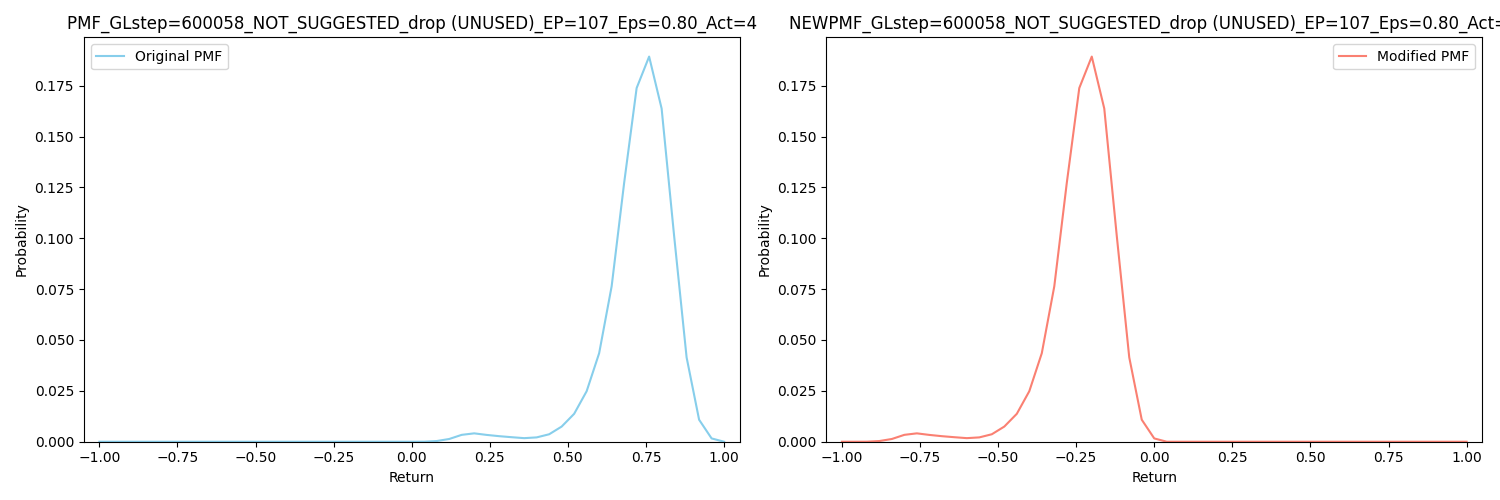 PMF_GLstep=600058_NOT_SUGGESTED_drop (UNUSED)_EP=107_Eps=0.80_Act=4
Original PMF
Probability
0.175
0.150
0.125
0.100
0.075
0.050
0.025
0.000
−1.00 −0.75 −0.50 −0.25 0.00 0.25 0.50 0.75 1.00
Return
NEWPMF_GLstep=600058_NOT_SUGGESTED_drop (UNUSED)_EP=107_Eps=0.80_Act=
Modified PMF
Probability
0.175
0.150
0.125
0.100
0.075
0.050
0.025
0.000
−1.00 −0.75 −0.50 −0.25 0.00 0.25 0.50 0.75 1.00
Return